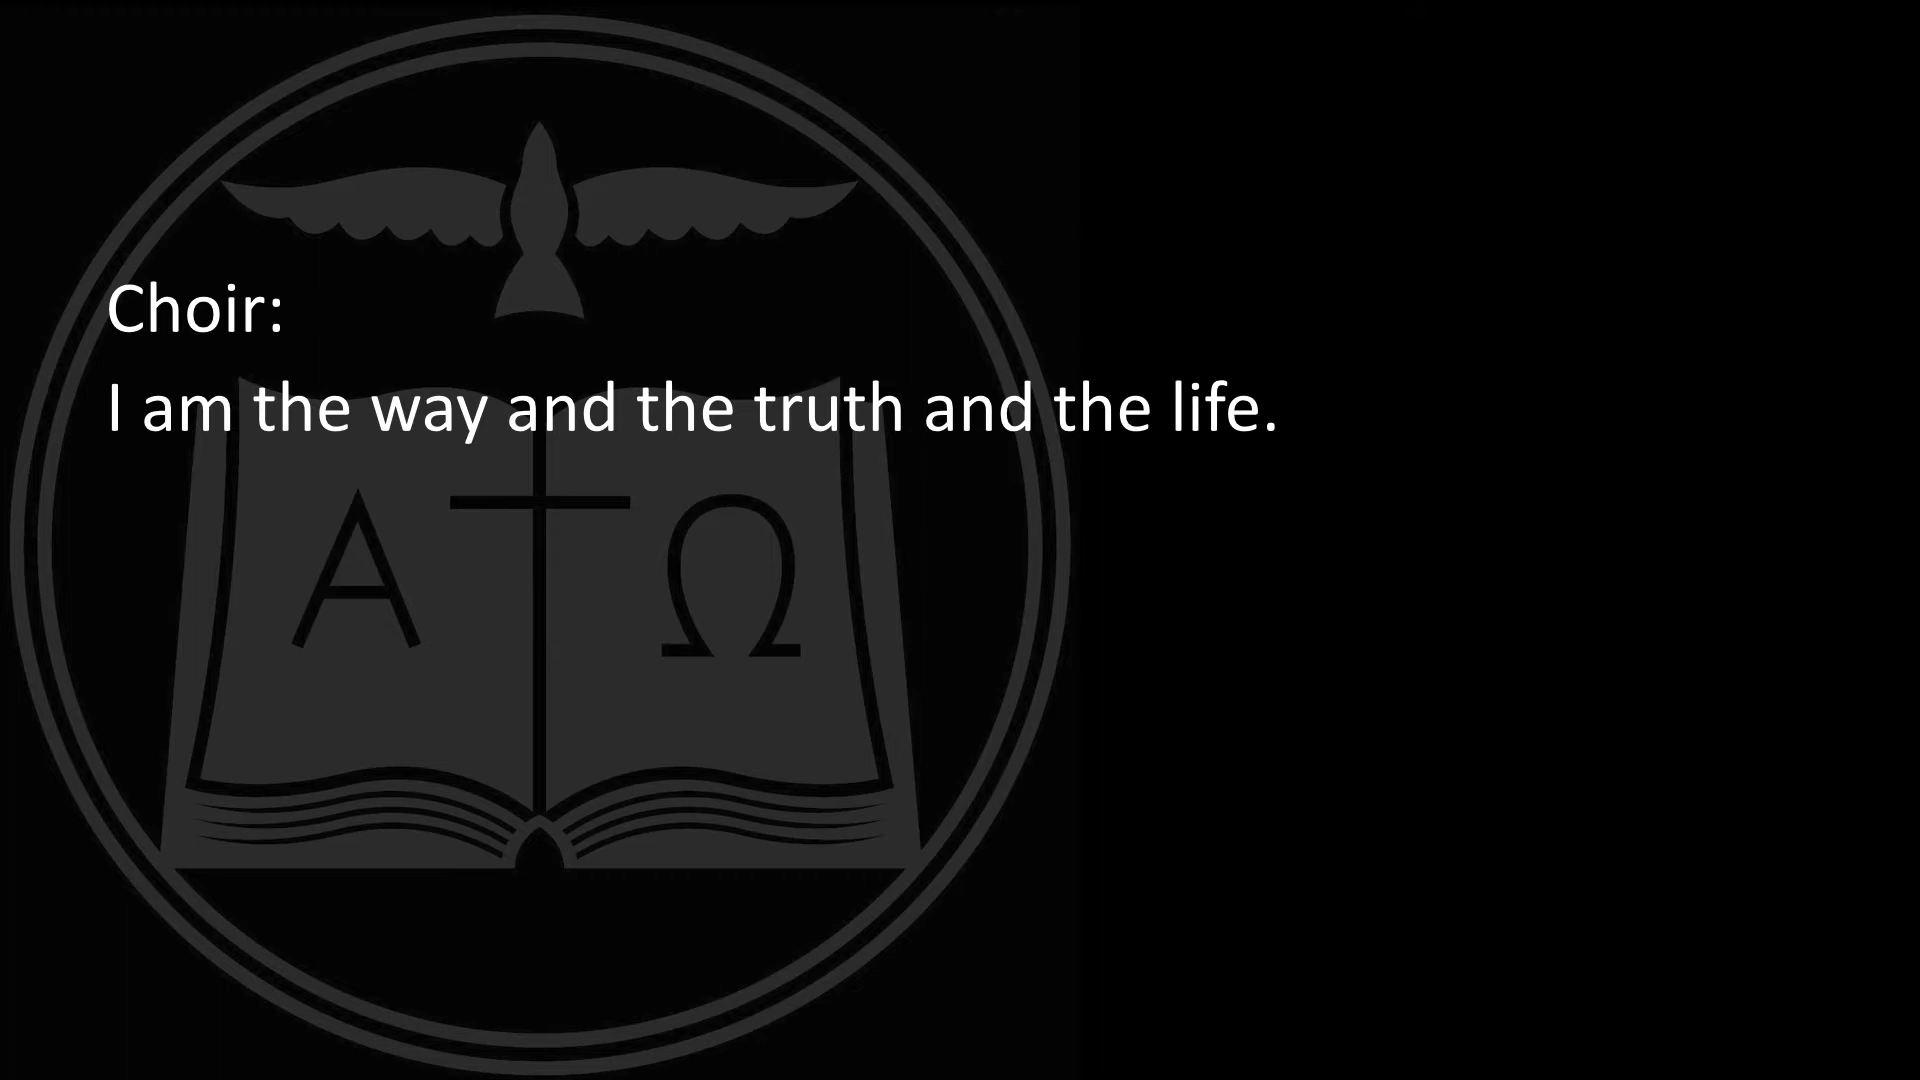 Choir:
I am the way and the truth and the life.
Α Ω